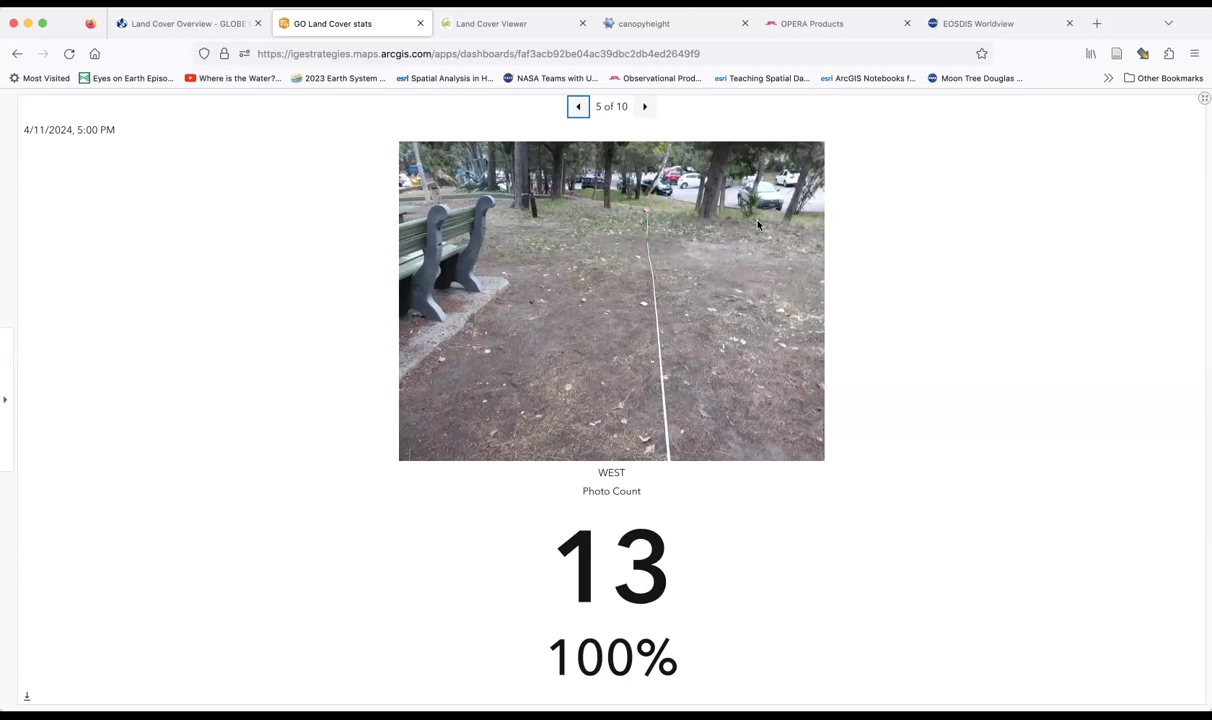 Land Cover Overview - GLOBE
GO Land Cover stats
Land Cover Viewer
canopyheight
OPERA Products
EOSDIS Worldview
https://igestrategies.maps.arcgis.com/apps/dashboards/faf3acb92be04ac39dbc2db4ed2649f9
Most Visited
Eyes on Earth Episo...
Where is the Water?...
2023 Earth System ...
esri Spatial Analysis in H...
NASA Teams with U...
Observational Prod...
esri Teaching Spatial Da...
esri ArcGIS Notebooks f...
Moon Tree Douglas ...
Other Bookmarks
5 of 10
4/11/2024, 5:00 PM
WEST
Photo Count
13
100%